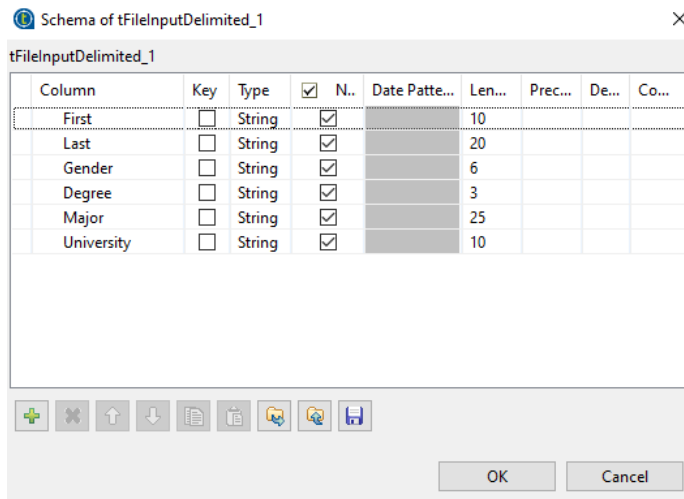 Schema of tFileInputDelimited_1
tFileInputDelimited_1
Column Key Type N.. Date Patte... Len... Prec... De... Co...
First String 10
Last String 20
Gender String 6
Degree String 3
Major String 25
University String 10
OK Cancel